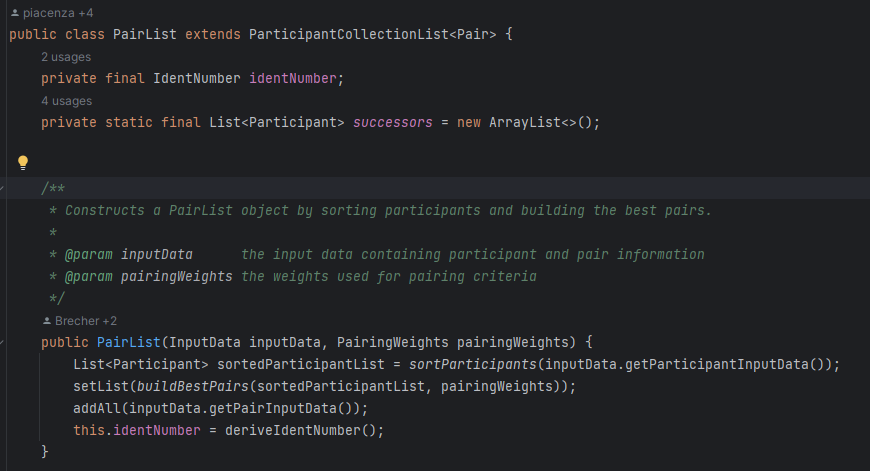 piacenza +4
public class PairList extends ParticipantCollectionList<Pair> {
2 usages
private final IdentNumber identNumber;
4 usages
private static final List<Participant> successors = new ArrayList<>();
/**
* Constructs a PairList object by sorting participants and building the best pairs.
*
* @param inputData      the input data containing participant and pair information
* @param pairingWeights the weights used for pairing criteria
*/
Brecher +2
public PairList(InputData inputData, PairingWeights pairingWeights) {
List<Participant> sortedParticipantList = sortParticipants(inputData.getParticipantInputData());
setList(buildBestPairs(sortedParticipantList, pairingWeights));
addAll(inputData.getPairInputData());
this.identNumber = deriveIdentNumber();
}